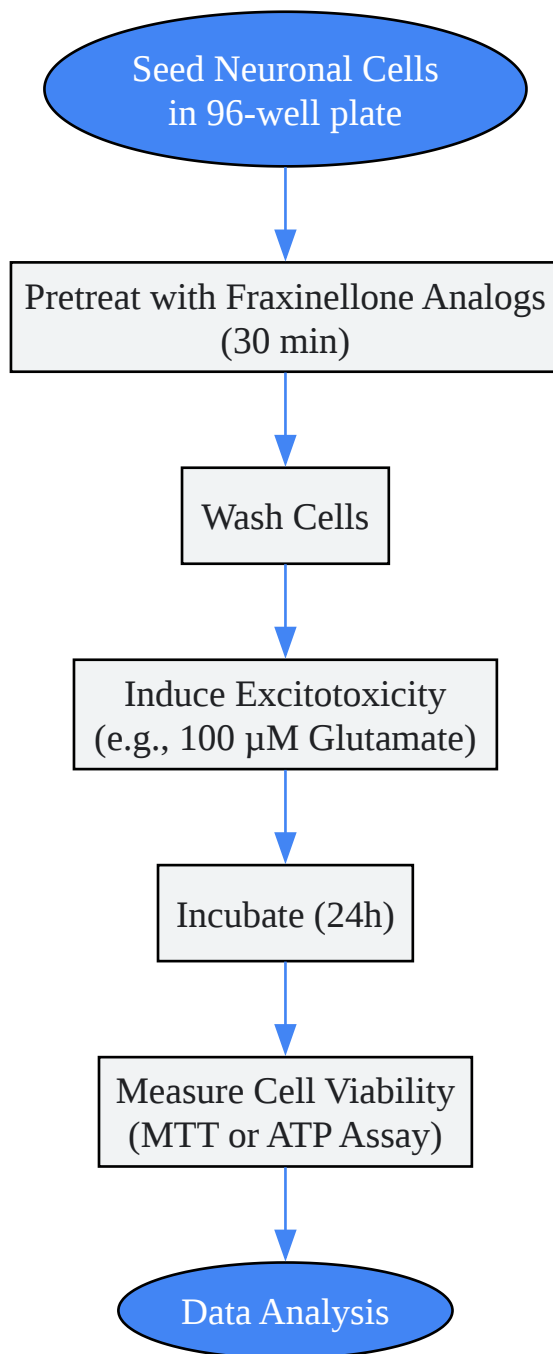 Seed Neuronal Cells
in 96-well plate
Pretreat with Fraxinellone Analogs
(30 min)
Wash Cells
Induce Excitotoxicity
(e.g., 100 µM Glutamate)
Incubate (24h)
Measure Cell Viability
(MTT or ATP Assay)
Data Analysis